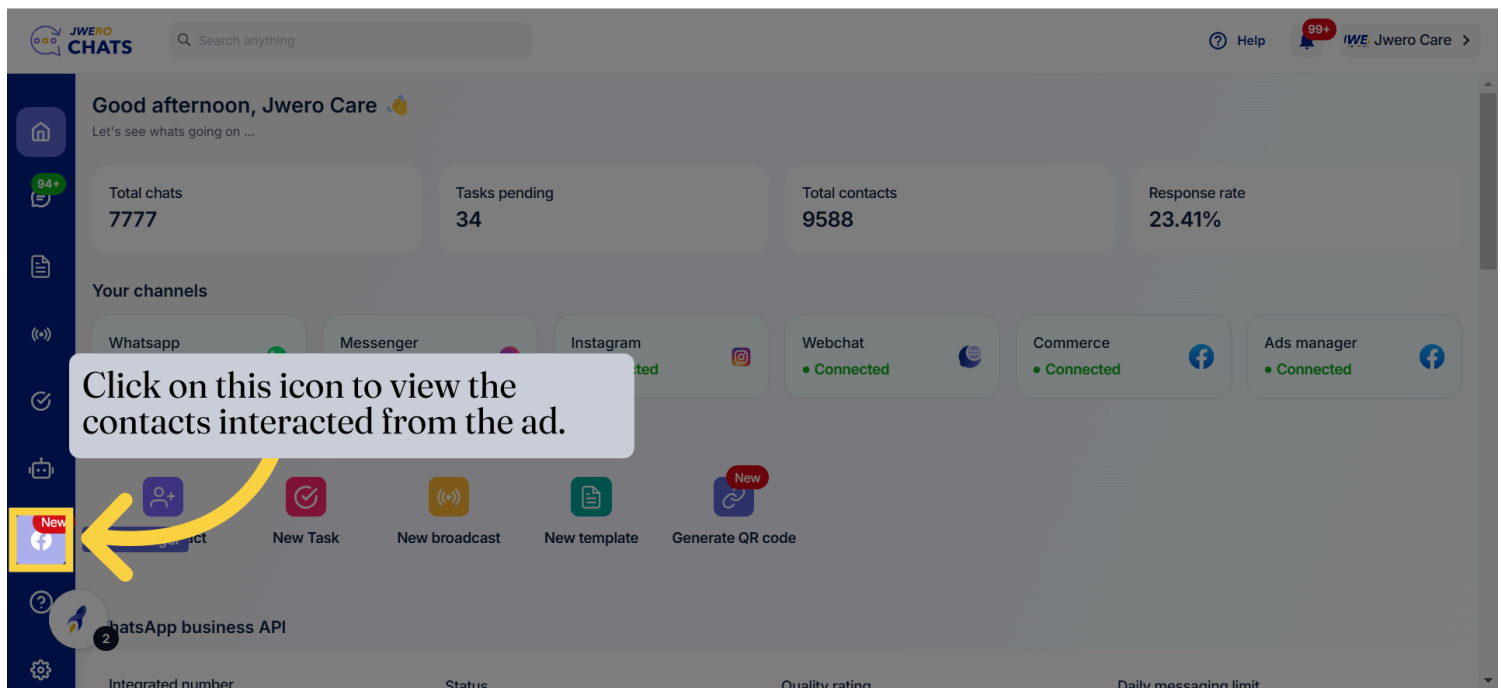 JWERO
CHATS
Search anything
Help
99+
JWE
Jwero Care
Good afternoon, Jwero Care 👋
Let's see whats going on ...
94+
Total chats
7777
Tasks pending
34
Total contacts
9588
Response rate
23.41%
Your channels
Whatsapp
Messenger
Instagram
Webchat
• Connected
Commerce
• Connected
Ads manager
• Connected
Click on this icon to view the
contacts interacted from the ad.
New
New
New Task
New broadcast
New template
Generate QR code
2
hatsApp business API
Integrated number
Status
Quality rating
Daily messaging limit